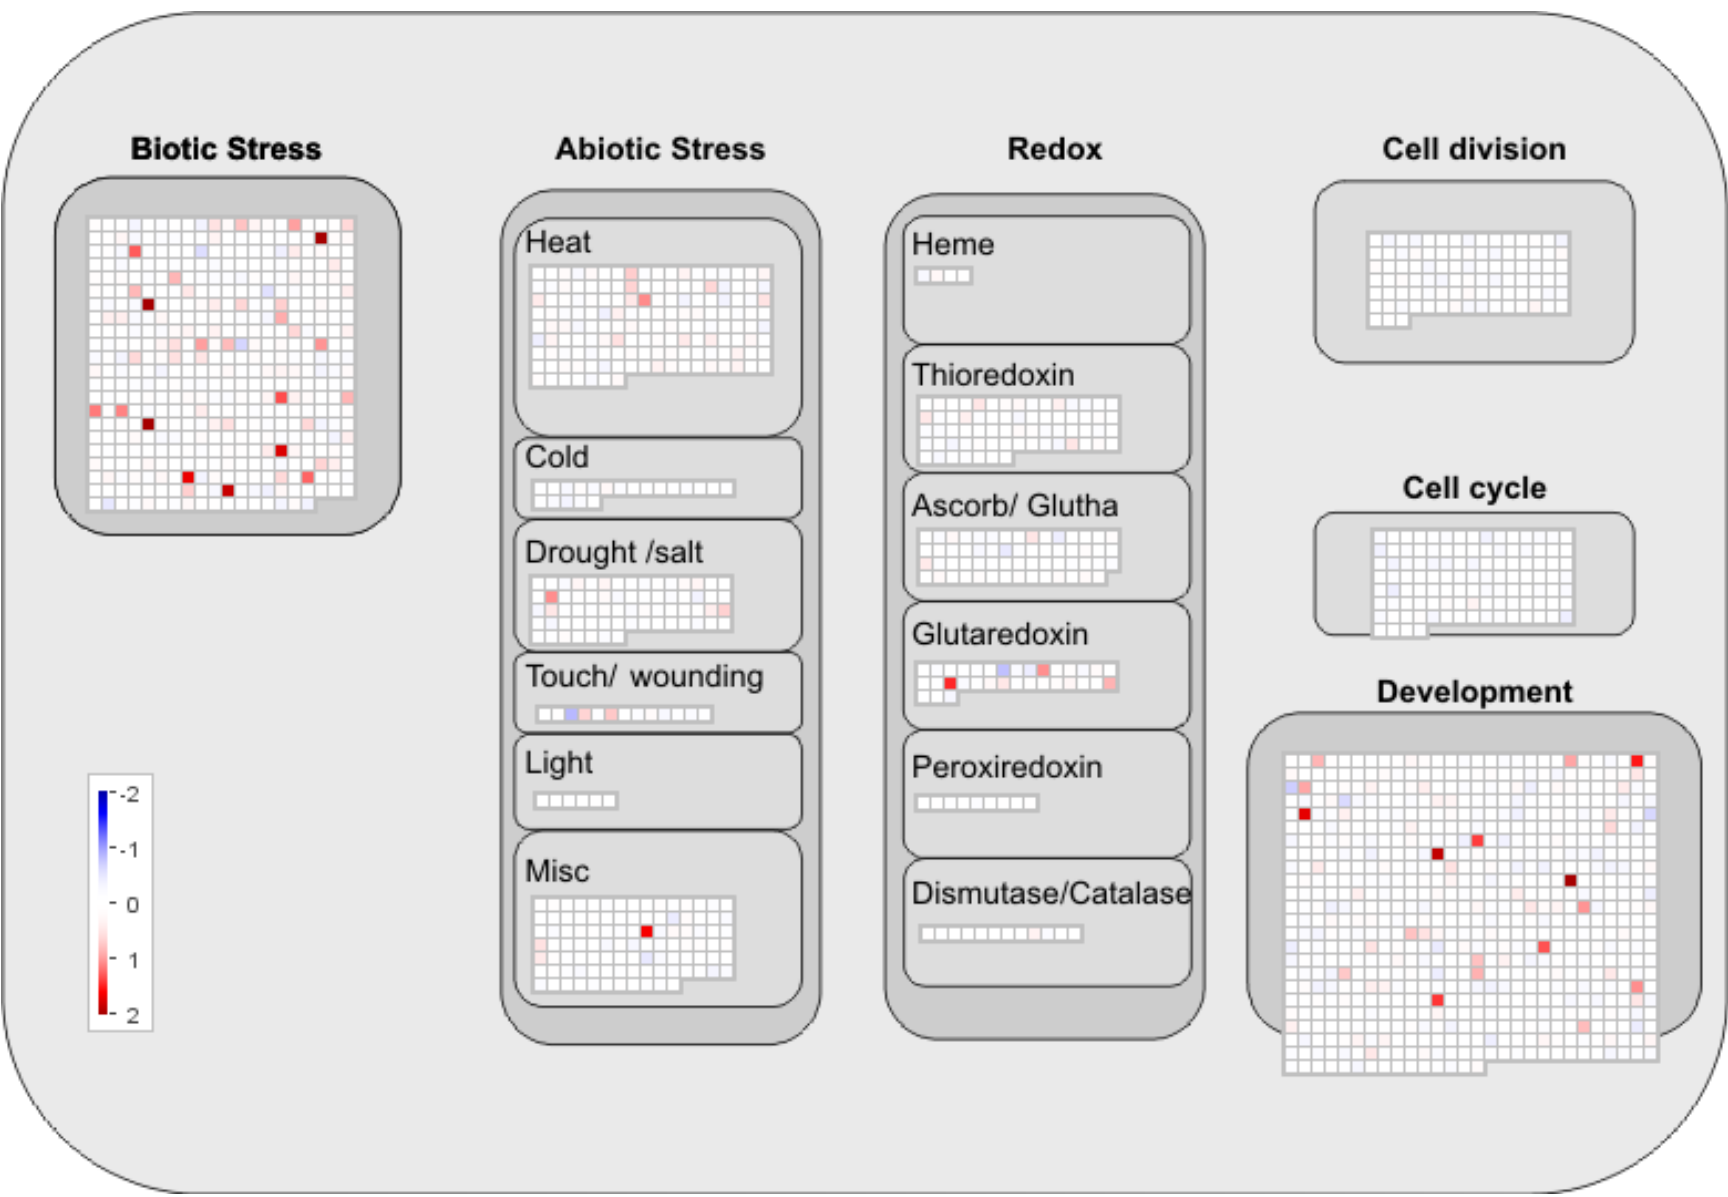 Biotic Stress
Abiotic Stress
Heat
Cold
Drought /salt
Touch/ wounding
Light
Misc
Redox
Heme
Thioredoxin
Ascorb/ Glutha
Glutaredoxin
Peroxiredoxin
Dismutase/Catalase
Cell division
Cell cycle
Development
-2
-1
0
1
2